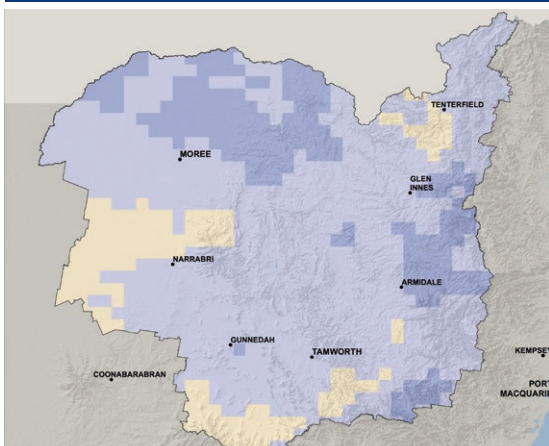 TENTERFIELD
MOREE
GLEN
INNES
NARRABRI
ARMIDALE
GUNNEDAH
TAMWORTH
KEMPSEY
COONABARABRAN
PORT
MACQUARIE